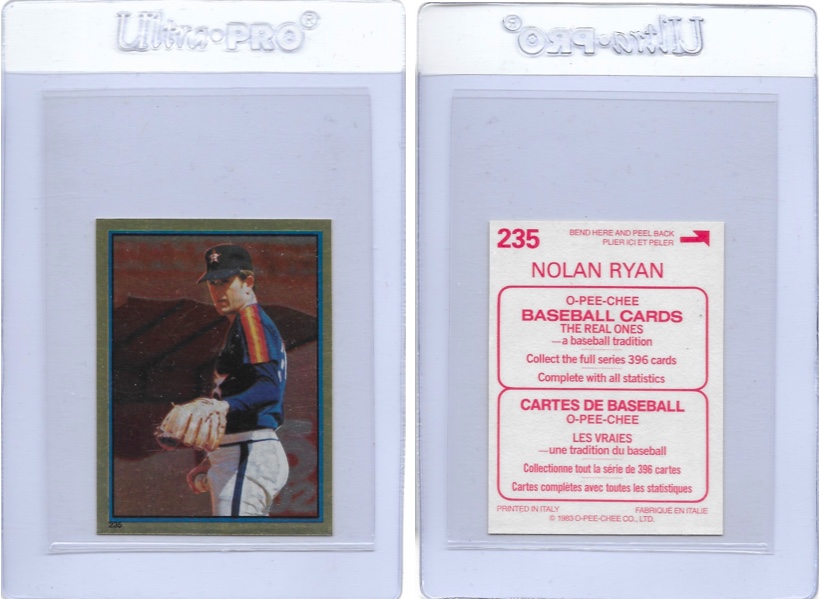 Ultra•PRO®
Ultra•PRO®
235
235
BEND HERE AND PEEL BACK
PLIER ICI ET PELER
NOLAN RYAN
O-PEE-CHEE
BASEBALL CARDS
THE REAL ONES
—a baseball tradition
Collect the full series 396 cards
Complete with all statistics
CARTES DE BASEBALL
O-PEE-CHEE
LES VRAIES
—une tradition du baseball
Collectionne tout la série de 396 cartes
Cartes complètes avec toutes les statistiques
PRINTED IN ITALY
FABRIQUE EN ITALIE
© 1983 O-PEE-CHEE CO., LTD.